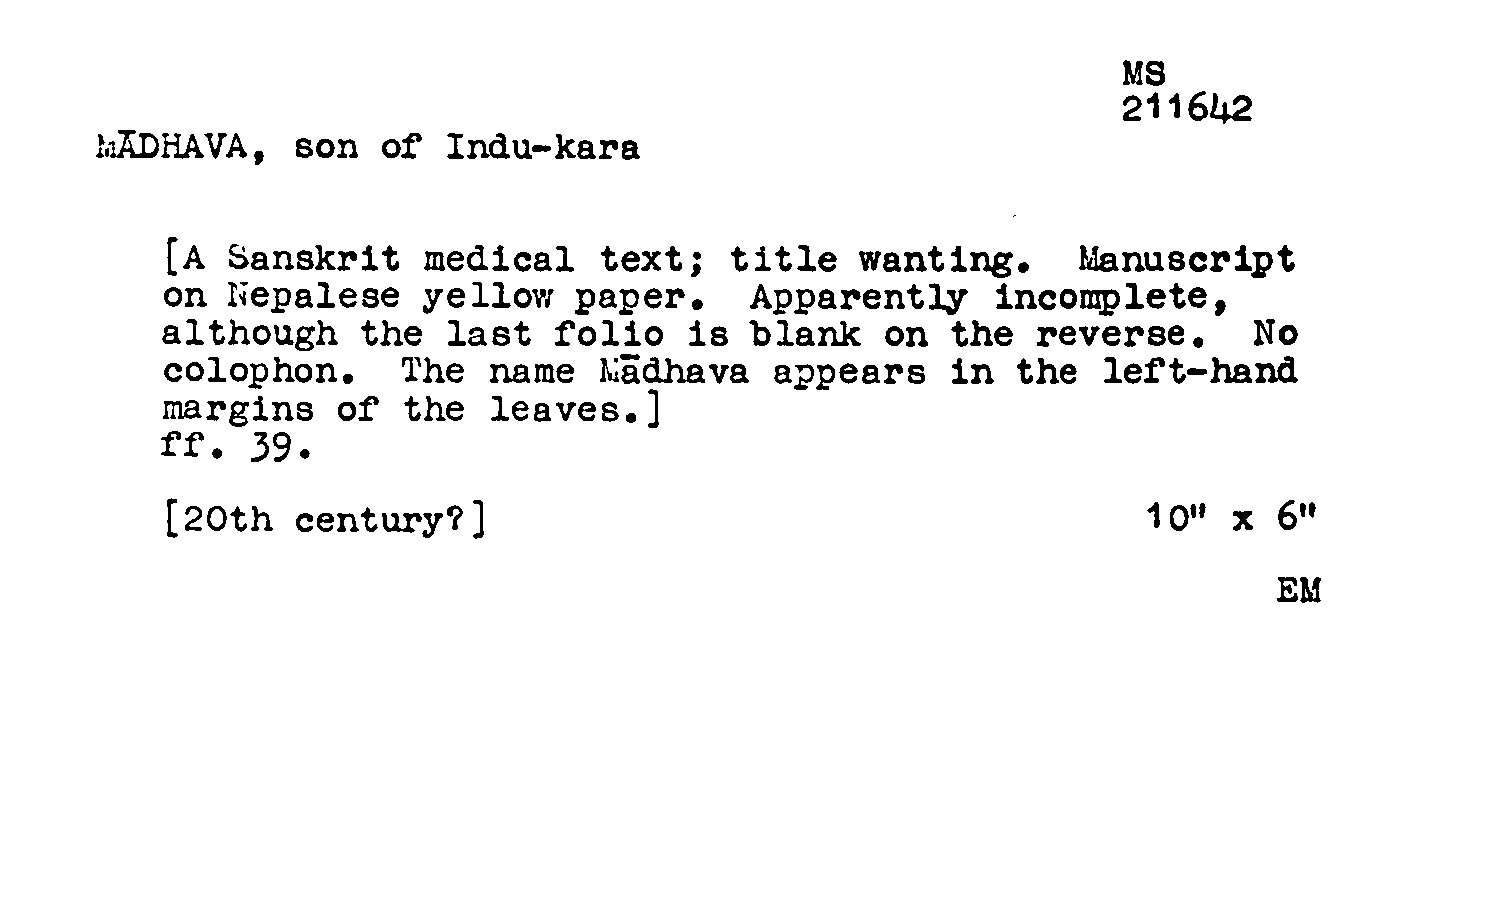 MS
211642
MĀDHAVA, son of Indu-kara
[A Sanskrit medical text; title wanting.  Manuscript
on Nepalese yellow paper.  Apparently incomplete,
although the last folio is blank on the reverse.  No
colophon.  The name Mādhava appears in the left-hand
margins of the leaves.]
ff. 39.
[20th century?]
10" x 6"
EM